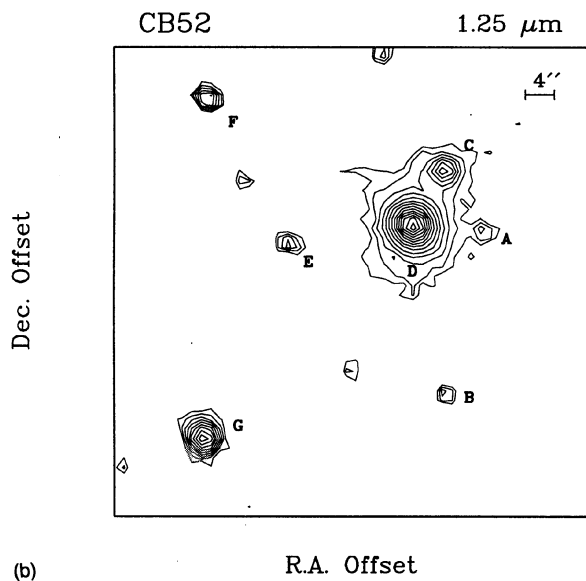 CB52
1.25 μm
4′′
F
C
A
E
D
B
G
Dec. Offset
R.A. Offset
(b)